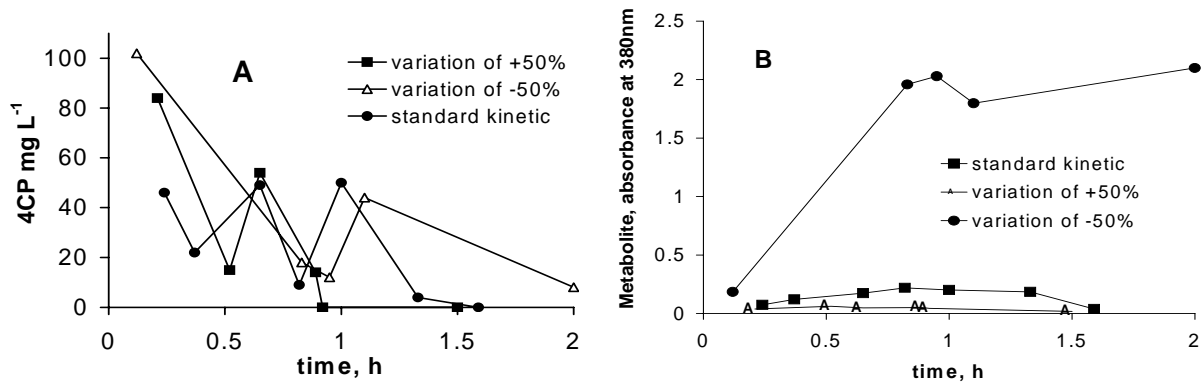 A
4CP mg L-1
100
80
60
40
20
0
0 0.5 1 1.5 2
time, h
variation of +50%
variation of -50%
standard kinetic
B
Metabolite, absorbance at 380nm
2.5
2
1.5
1
0.5
0
0 0.5 1 1.5 2
time, h
standard kinetic
A variation of +50%
variation of -50%
A A A A A A